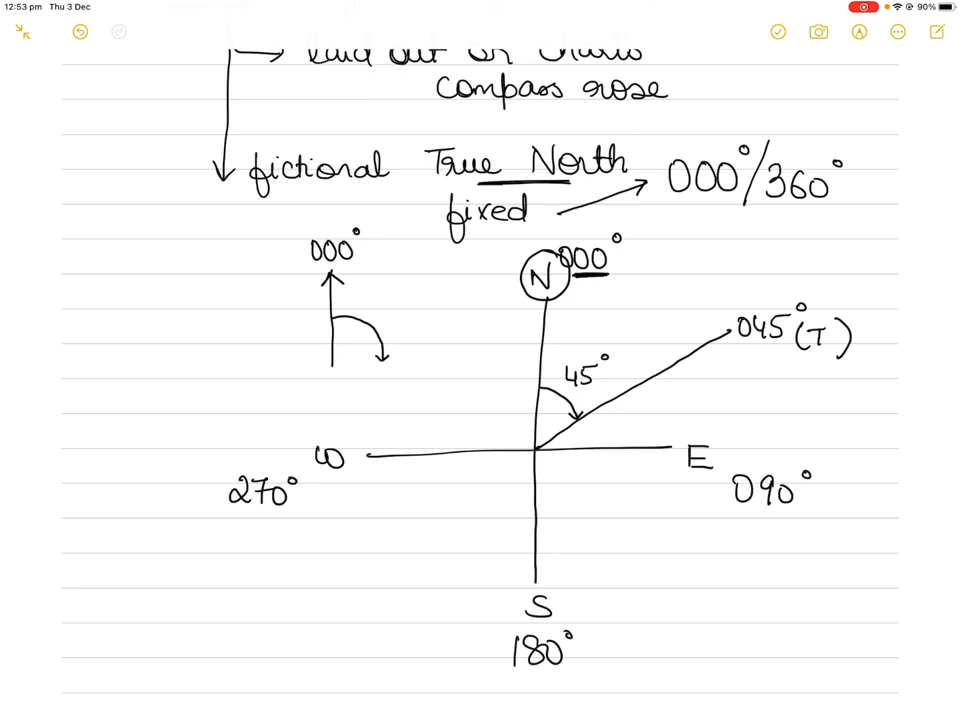 12:53 pm Thu 3 Dec
90%
compass rose
fictional True North
fixed
000°/360°
000°
N 000°
045° (T)
45°
W
E
270°
090°
S
180°